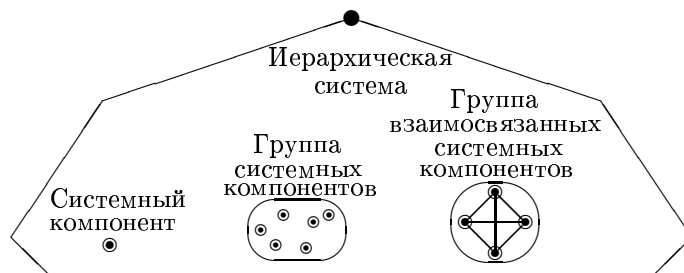 Иерархическая
система
Группа
взаимосвязанных
системных
компонентов
Группа
системных
компонентов
Системный
компонент